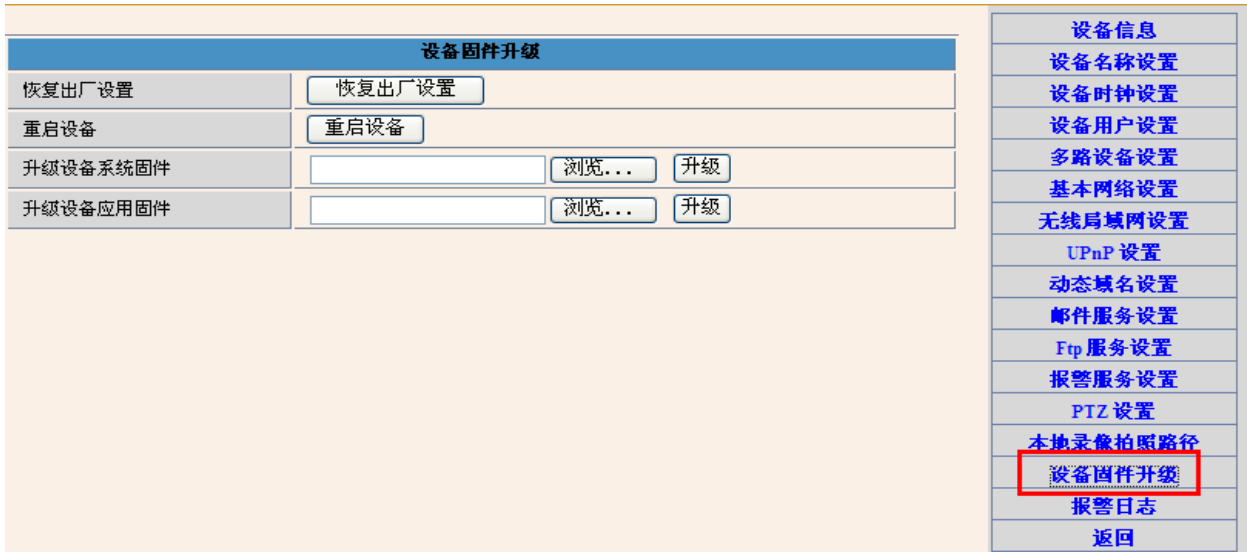 设备固件升级
恢复出厂设置 恢复出厂设置
重启设备 重启设备
升级设备系统固件 浏览... 升级
升级设备应用固件 浏览... 升级
设备信息
设备名称设置
设备时钟设置
设备用户设置
多路设备设置
基本网络设置
无线局域网设置
UPnP 设置
动态域名设置
邮件服务设置
Ftp 服务设置
报警服务设置
PTZ 设置
本地录像拍照路径
设备固件升级
报警日志
返回